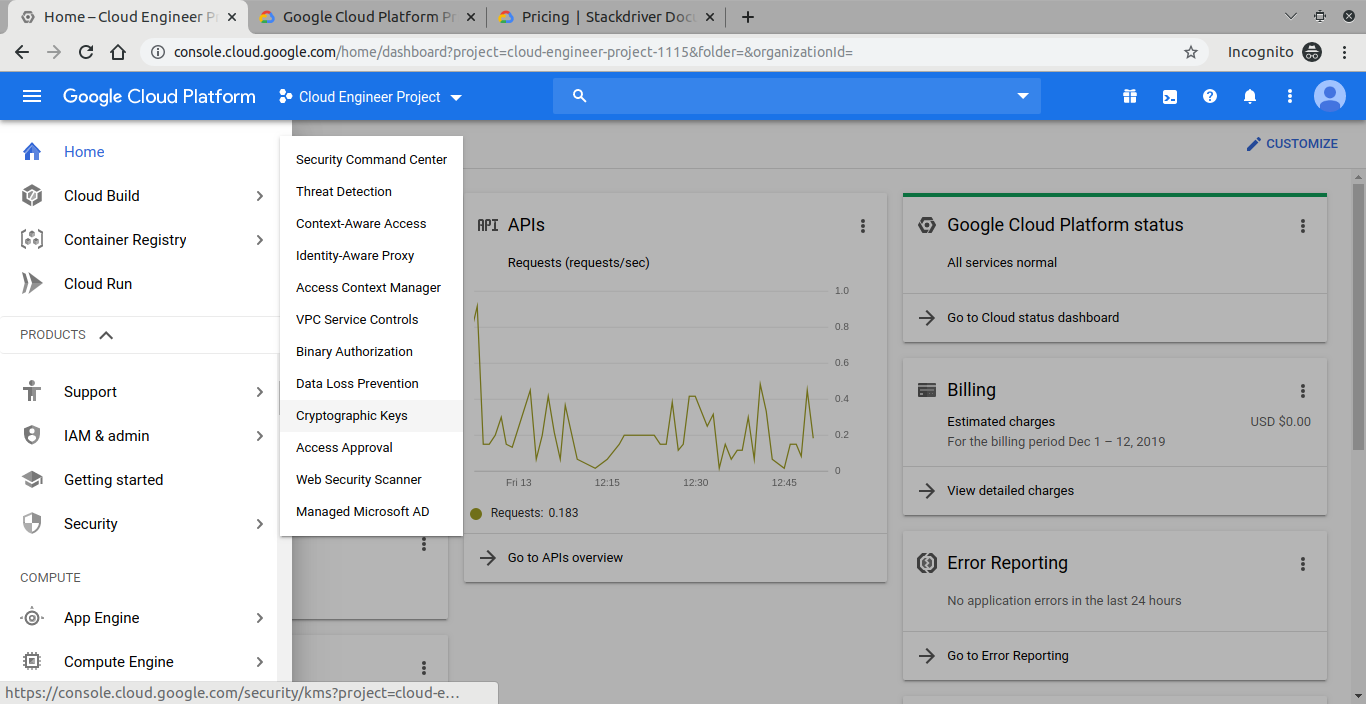 Home – Cloud Engineer P
Google Cloud Platform Pr
Pricing | Stackdriver Doc
console.cloud.google.com/home/dashboard?project=cloud-engineer-project-1115&folder=&organizationId=
Incognito
Google Cloud Platform
Cloud Engineer Project
Home
Cloud Build
Container Registry
Cloud Run
PRODUCTS
Support
IAM & admin
Getting started
Security
COMPUTE
App Engine
Compute Engine
https://console.cloud.google.com/security/kms?project=cloud-e…
Security Command Center
Threat Detection
Context-Aware Access
Identity-Aware Proxy
Access Context Manager
VPC Service Controls
Binary Authorization
Data Loss Prevention
Cryptographic Keys
Access Approval
Web Security Scanner
Managed Microsoft AD
CUSTOMIZE
API APIs
Requests (requests/sec)
1.0
0.8
0.6
0.4
0.2
0
Fri 13 12:15 12:30 12:45
Requests: 0.183
Go to APIs overview
Google Cloud Platform status
All services normal
Go to Cloud status dashboard
Billing
Estimated charges USD $0.00
For the billing period Dec 1 – 12, 2019
View detailed charges
Error Reporting
No application errors in the last 24 hours
Go to Error Reporting